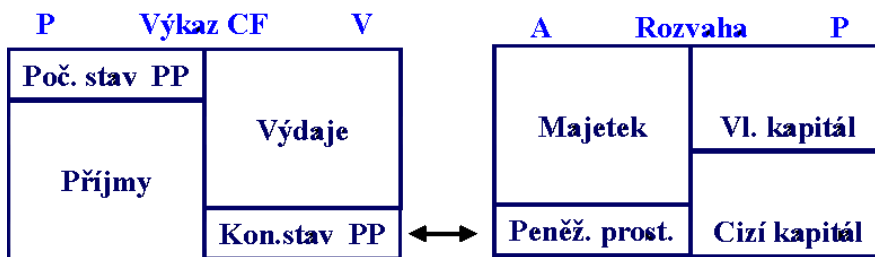 P Výkaz CF V
Poč. stav PP
Výdaje
Příjmy
Kon.stav PP
A Rozvaha P
Majetek
Vl. kapitál
Peněž. prost.
Cizí kapitál